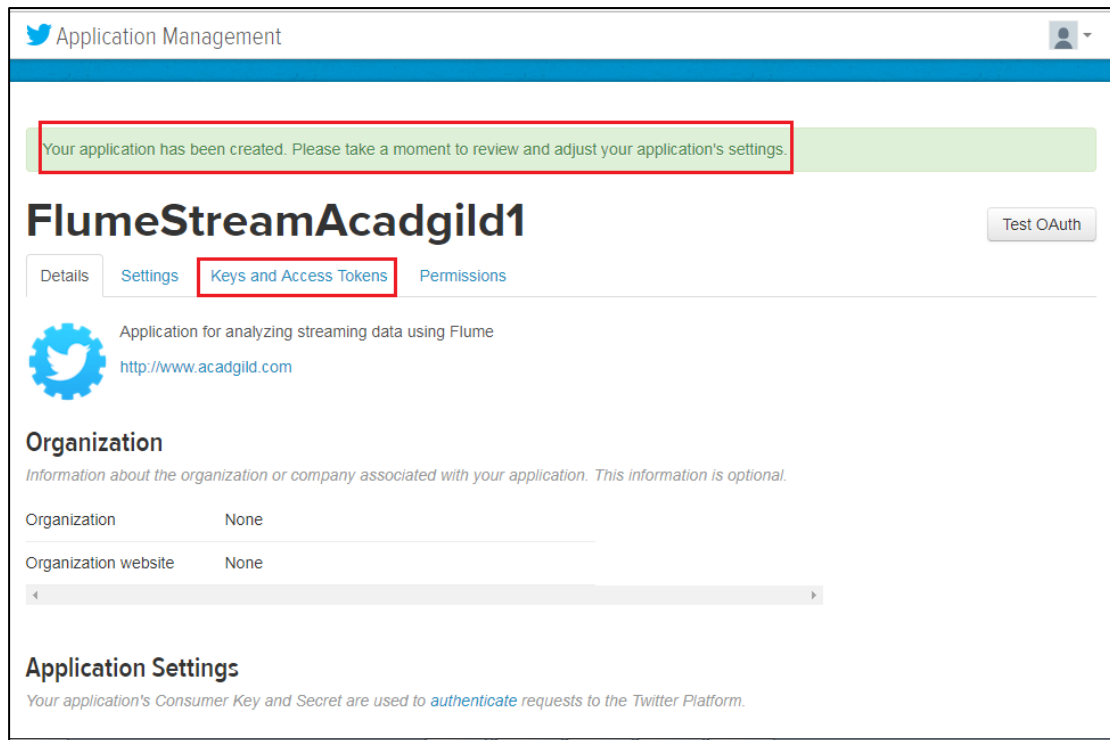 Application Management
Your application has been created. Please take a moment to review and adjust your application's settings.
FlumeStreamAcadgild1
Test OAuth
Details Settings Keys and Access Tokens Permissions
Application for analyzing streaming data using Flume
http://www.acadgild.com
Organization
Information about the organization or company associated with your application. This information is optional.
Organization None
Organization website None
Application Settings
Your application's Consumer Key and Secret are used to authenticate requests to the Twitter Platform.